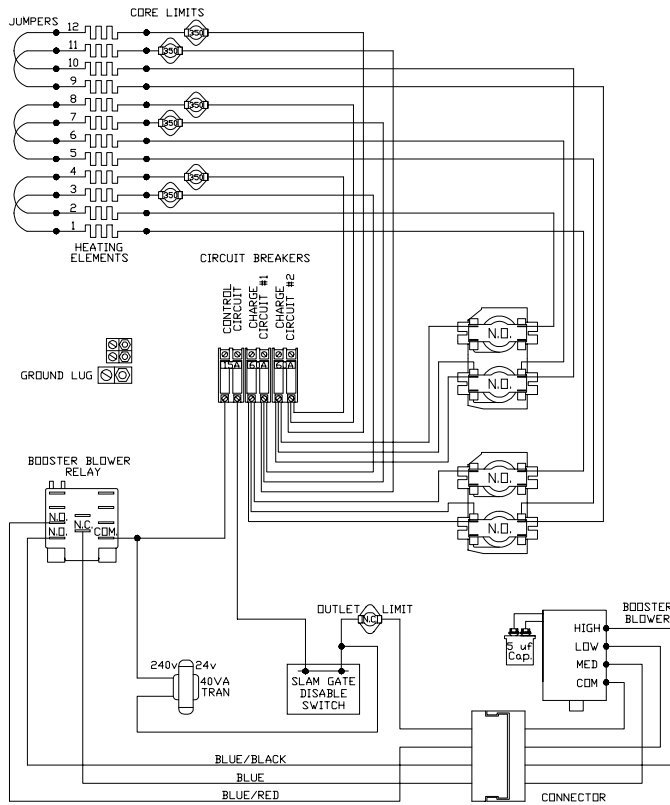 JUMPERS
CORE LIMITS
12
350
11
350
10
9
8
350
7
350
6
5
4
350
3
350
2
1
HEATING
ELEMENTS
CIRCUIT BREAKERS
CONTROL
CIRCUIT
CHARGE
CIRCUIT #1
CHARGE
CIRCUIT #2
15A
60A
60A
N.O.
N.O.
GROUND LUG
BOOSTER BLOWER
RELAY
N.O.
N.O.
N.C.
COM.
N.O.
N.O.
OUTLET LIMIT
N.C.
240v
24v
40VA
TRAN
SLAM GATE
DISABLE
SWITCH
5 uf
Cap.
BOOSTER
BLOWER
HIGH
LOW
MED
COM
BLUE/BLACK
BLUE
BLUE/RED
CONNECTOR